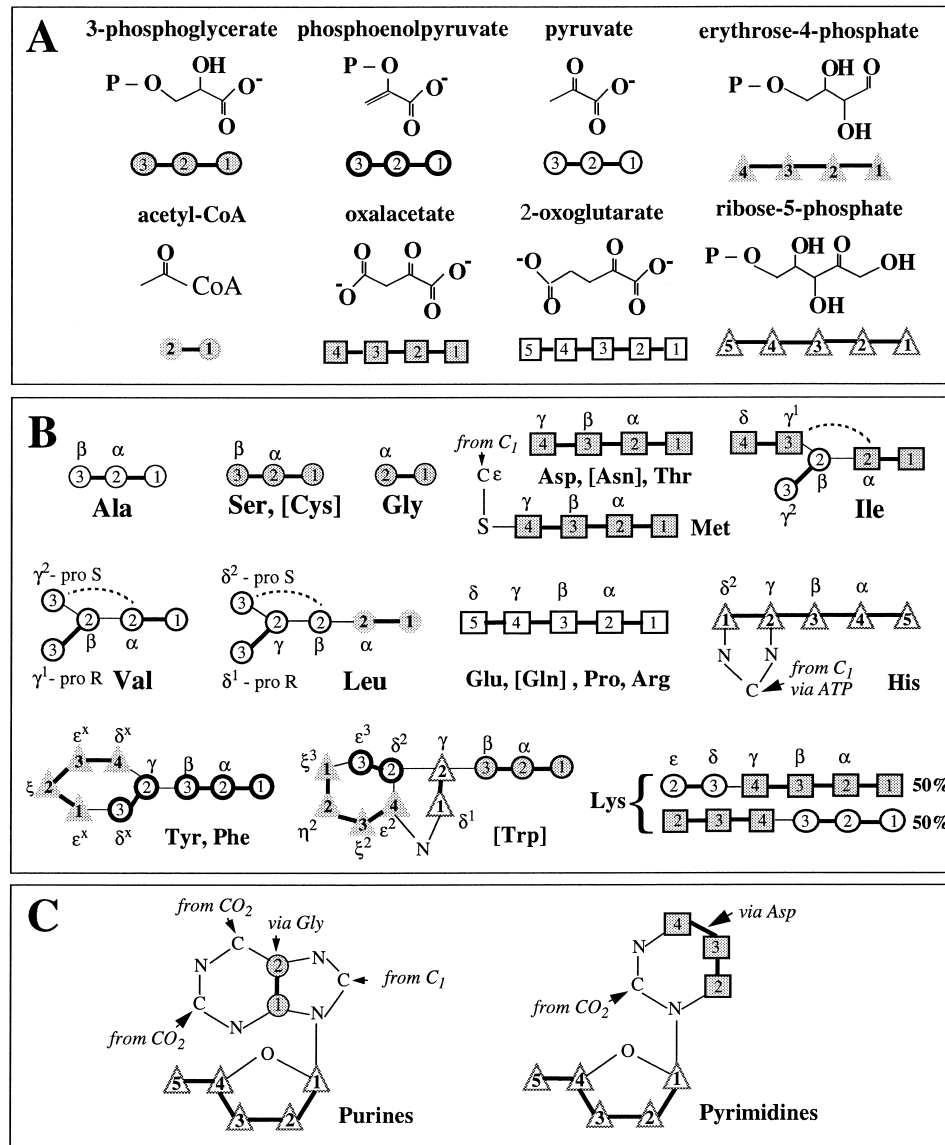 A
3-phosphoglycerate phosphoenolpyruvate pyruvate erythrose-4-phosphate
P – O OH O⁻ O
P – O O⁻ O
O O⁻ O
P – O OH O OH
3 2 1
3 2 1
3 2 1
4 3 2 1
acetyl-CoA oxalacetate 2-oxoglutarate ribose-5-phosphate
O CoA
O ⁻O O O⁻ O
⁻O O O O⁻ O
P – O OH O OH OH
2 1
4 3 2 1
5 4 3 2 1
5 4 3 2 1
B
β α
3 2 1
Ala
β α
3 2 1
Ser, [Cys]
α
2 1
Gly
γ β α
4 3 2 1
Asp, [Asn], Thr
from C₁
Cε
S
γ β α
4 3 2 1
Met
δ γ¹
4 3 2 2 1
β α
3
γ²
Ile
γ² - pro S
3
2 2 1
β α
3
γ¹ - pro R
Val
δ² - pro S
3
2 2 2 1
γ β α
3
δ¹ - pro R
Leu
δ γ β α
5 4 3 2 1
Glu, [Gln] , Pro, Arg
δ² γ β α
1 2 3 4 5
N N
C
from C₁
via ATP
His
εˣ δˣ
3 4 γ β α
ξ 2 2 3 2 1
1 3
εˣ δˣ
Tyr, Phe
ε³ δ² γ β α
ξ³ 1 3 2 2 3 2 1
2 4 1
η² 3 ε² δ¹
ξ² N
[Trp]
ε δ γ β α
Lys
2 3 4 3 2 1 50%
2 3 4 3 2 1 50%
C
from CO₂
via Gly
C
N 2 N
C
from C₁
C 1
from CO₂
N N
O
5 4 1
3 2
Purines
4
via Asp
N 3
C 2
from CO₂
N
O
5 4 1
3 2
Pyrimidines